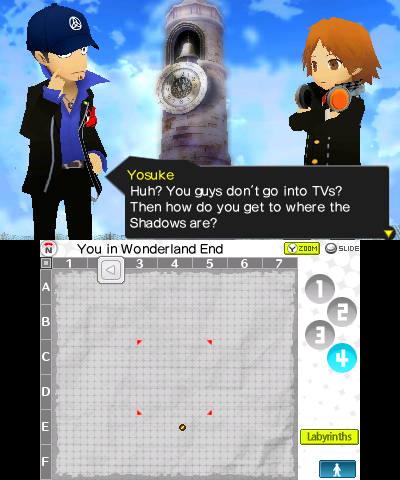 Yosuke
Huh? You guys don't go into TVs?
Then how do you get to where the
Shadows are?
N
You in Wonderland End
Y ZOOM
SLIDE
1 3 4 5 6 7
A
B
C
D
E
F
1
2
3
4
Labyrinths